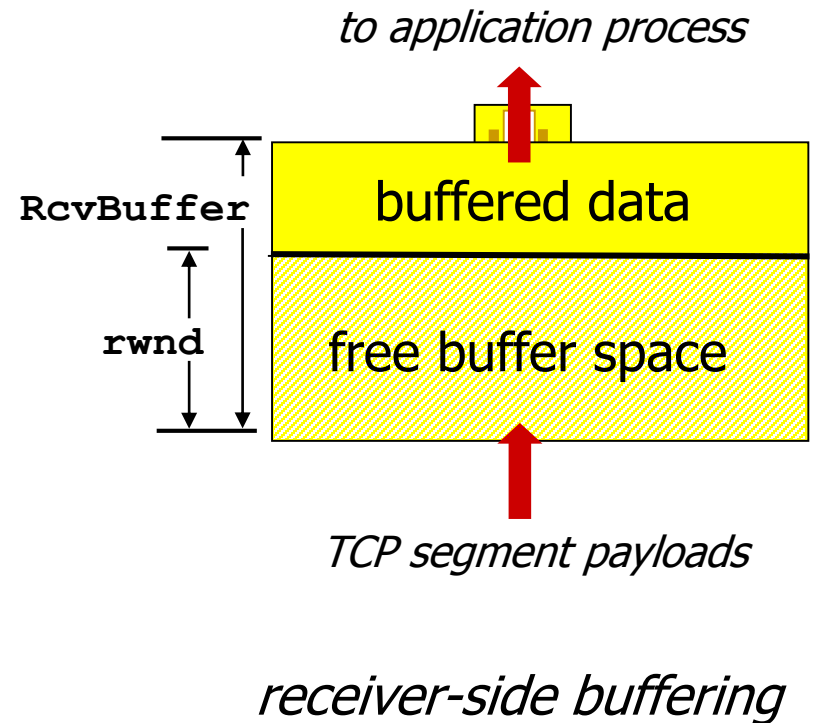 to application process
RcvBuffer
buffered data
rwnd
free buffer space
TCP segment payloads
receiver-side buffering